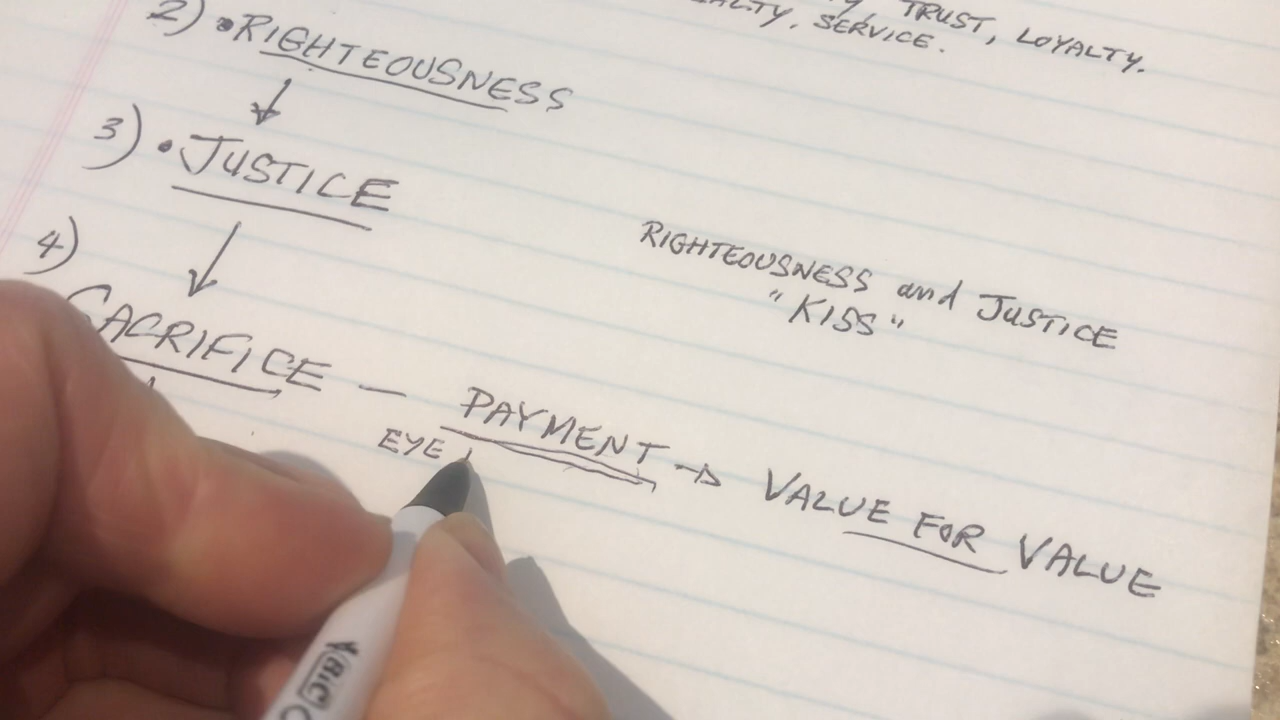 TRUST, LOYALTY.
SERVICE.
2) •RIGHTEOUSNESS
3) •JUSTICE
RIGHTEOUSNESS and JUSTICE
"KISS"
4)
SACRIFICE — PAYMENT → VALUE FOR VALUE
EYE
BIC